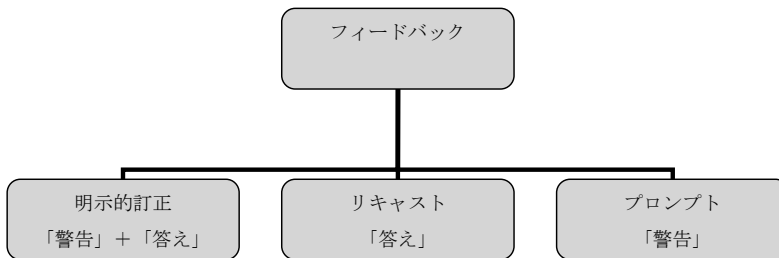 フィードバック
明示的訂正
「警告」＋「答え」
リキャスト
「答え」
プロンプト
「警告」